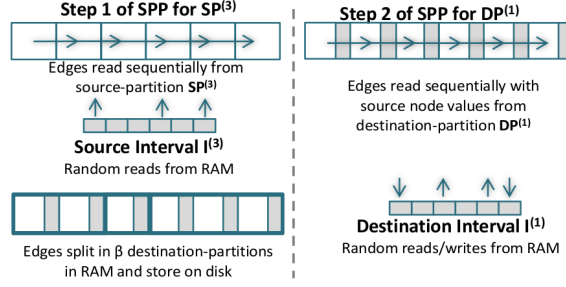 Step 1 of SPP for SP(3)
Edges read sequentially from
source-partition SP(3)
Source Interval I(3)
Random reads from RAM
Edges split in β destination-partitions
in RAM and store on disk
Step 2 of SPP for DP(1)
Edges read sequentially with
source node values from
destination-partition DP(1)
Destination Interval I(1)
Random reads/writes from RAM